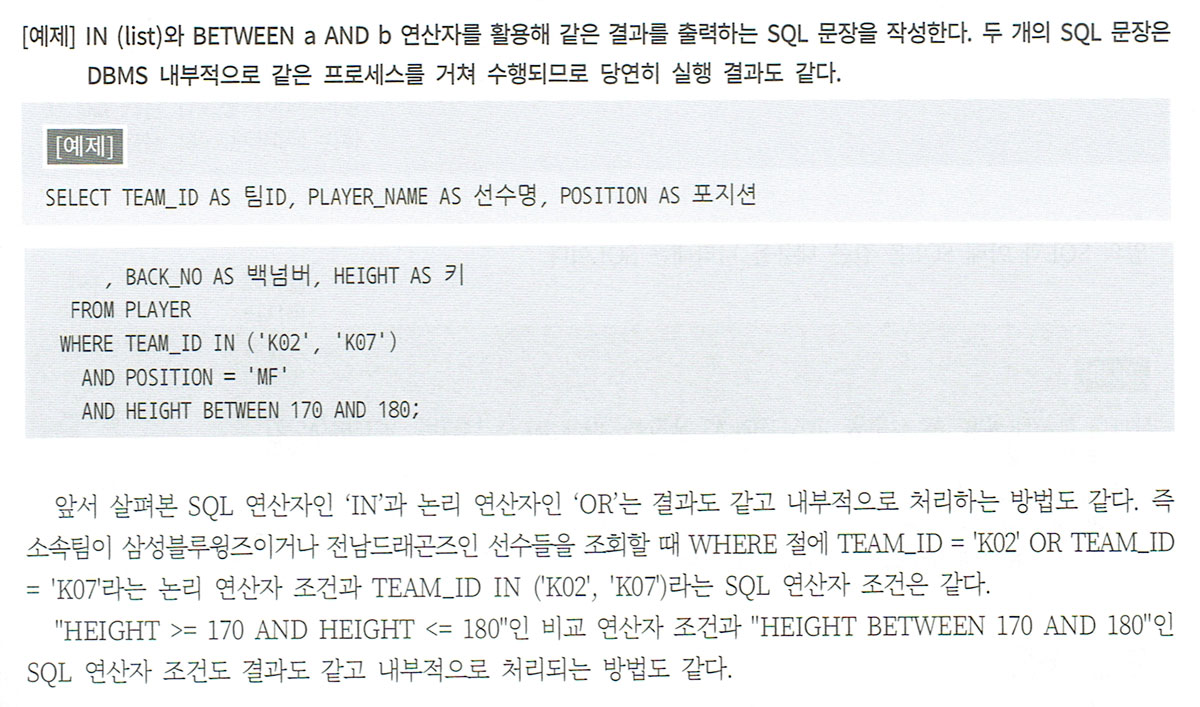 [예제] IN (list)와 BETWEEN a AND b 연산자를 활용해 같은 결과를 출력하는 SQL 문장을 작성한다. 두 개의 SQL 문장은
DBMS 내부적으로 같은 프로세스를 거쳐 수행되므로 당연히 실행 결과도 같다.
[예제]
SELECT TEAM_ID AS 팀ID, PLAYER_NAME AS 선수명, POSITION AS 포지션
, BACK_NO AS 백넘버, HEIGHT AS 키
FROM PLAYER
WHERE TEAM_ID IN ('K02', 'K07')
AND POSITION = 'MF'
AND HEIGHT BETWEEN 170 AND 180;
앞서 살펴본 SQL 연산자인 ‘IN’과 논리 연산자인 ‘OR’는 결과도 같고 내부적으로 처리하는 방법도 같다. 즉
소속팀이 삼성블루윙즈이거나 전남드래곤즈인 선수들을 조회할 때 WHERE 절에 TEAM_ID = 'K02' OR TEAM_ID
= 'K07'라는 논리 연산자 조건과 TEAM_ID IN ('K02', 'K07')라는 SQL 연산자 조건은 같다.
"HEIGHT >= 170 AND HEIGHT <= 180"인 비교 연산자 조건과 "HEIGHT BETWEEN 170 AND 180"인
SQL 연산자 조건도 결과도 같고 내부적으로 처리되는 방법도 같다.